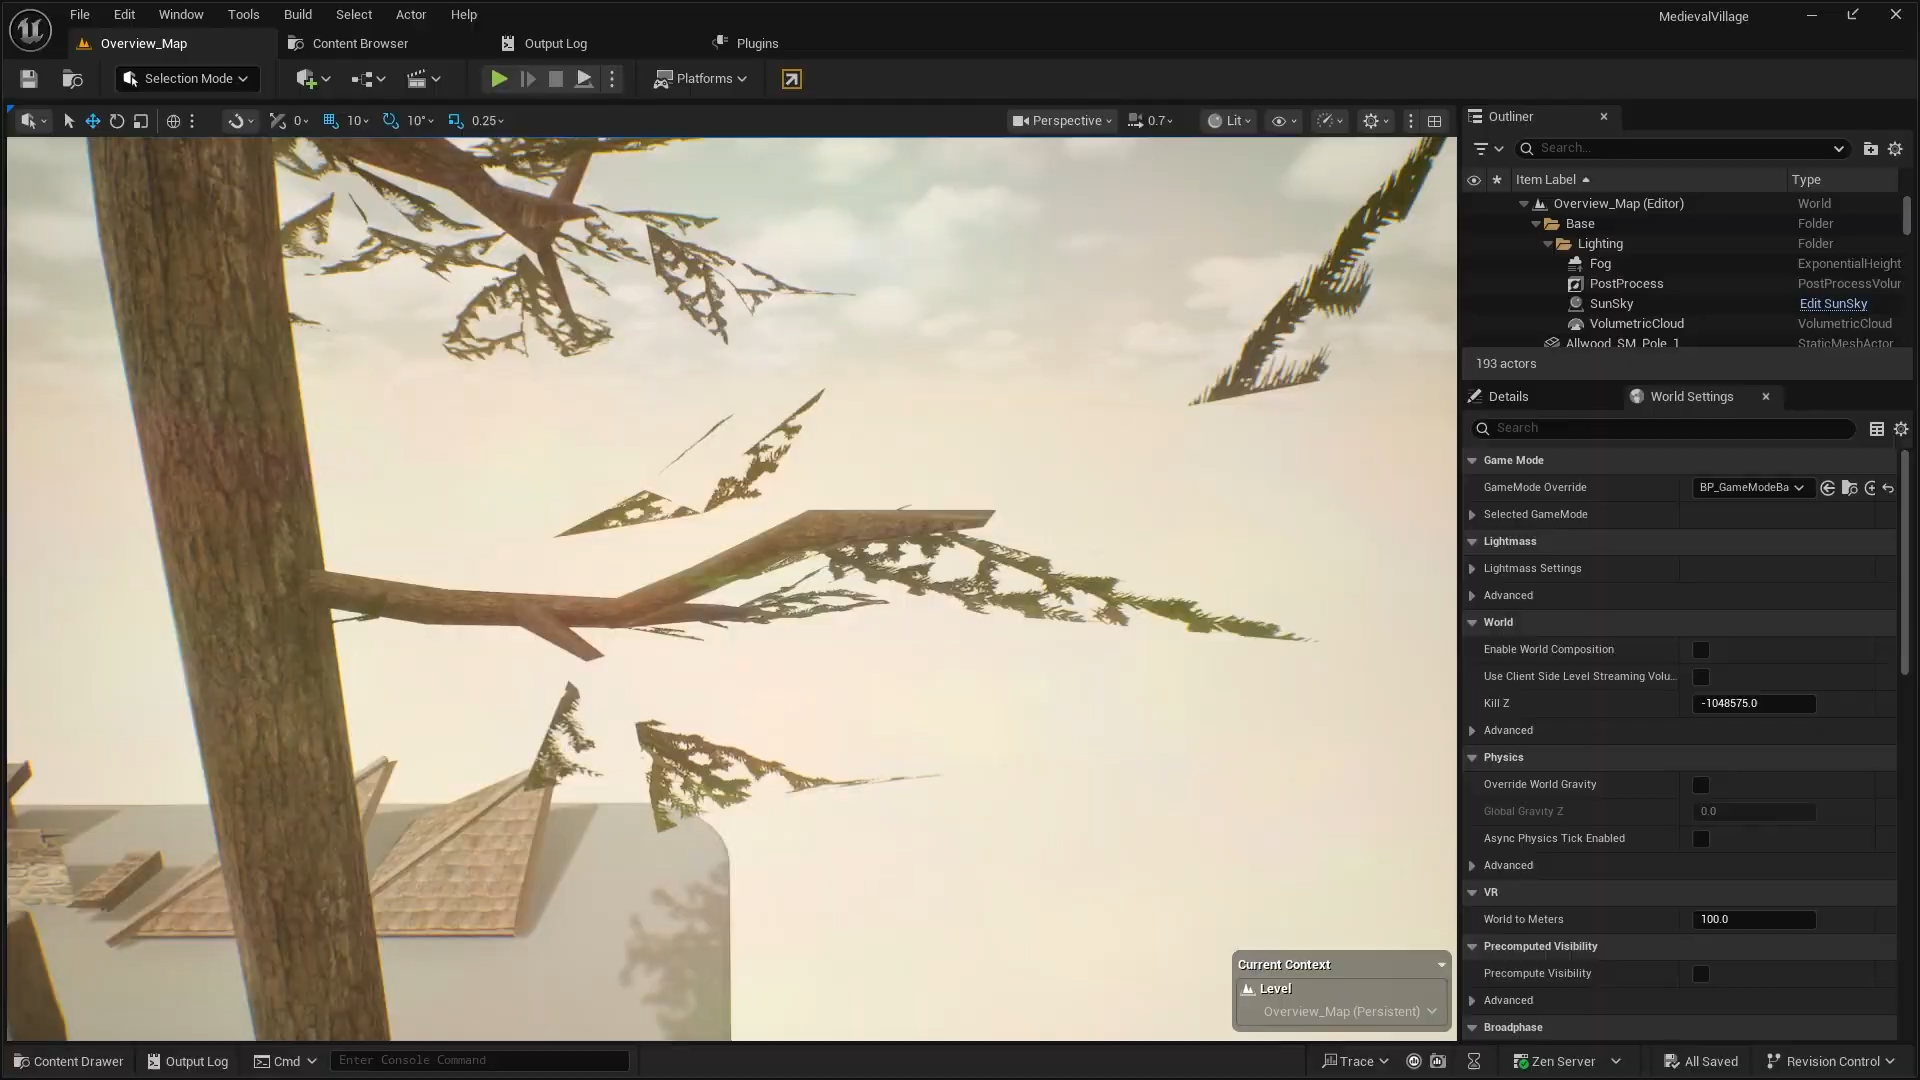 File Edit Window Tools Build Select Actor Help
MedievalVillage
Overview_Map Content Browser Output Log Plugins
Selection Mode Platforms
0 10 10° 0.25 Perspective 0.7 Lit
Outliner
Search...
Item Label Type
Overview_Map (Editor) World
Base Folder
Lighting Folder
Fog ExponentialHeight
PostProcess PostProcessVolur
SunSky Edit SunSky
VolumetricCloud VolumetricCloud
Allwood_SM_Pole_1 StaticMeshActor
193 actors
Details World Settings
Search
Game Mode
GameMode Override BP_GameModeBa
Selected GameMode
Lightmass
Lightmass Settings
Advanced
World
Enable World Composition
Use Client Side Level Streaming Volu...
Kill Z -1048575.0
Advanced
Physics
Override World Gravity
Global Gravity Z 0.0
Async Physics Tick Enabled
Advanced
VR
World to Meters 100.0
Precomputed Visibility
Precompute Visibility
Advanced
Broadphase
Current Context
Level
Overview_Map (Persistent)
Content Drawer Output Log Cmd Enter Console Command Trace Zen Server All Saved Revision Control